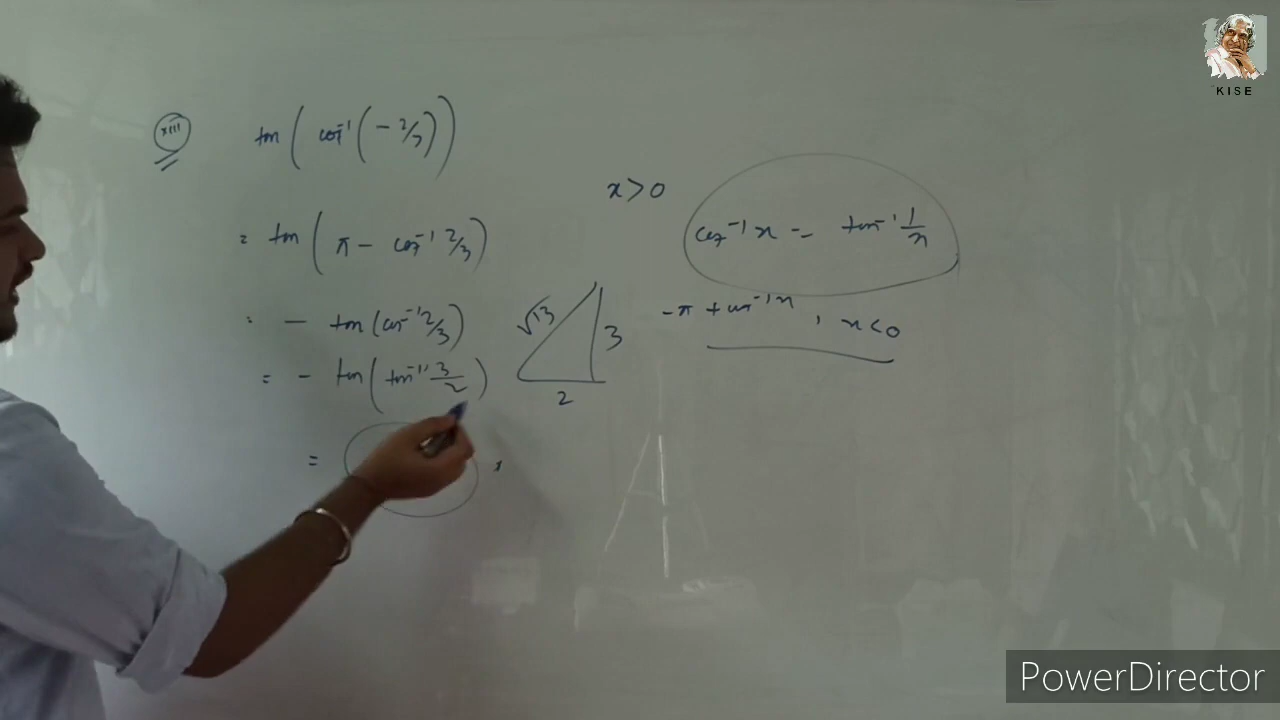 xiii tan ( cot⁻¹ ( - 2/3 ) )
= tan ( π - cot⁻¹ 2/3 )
= - tan ( cot⁻¹ 2/3 )
= - tan ( tan⁻¹ 3/2 )
=
√13
3
2
x>0
cot⁻¹ x = tan⁻¹ 1/x
-π + cot⁻¹ x , x<0
KISE
PowerDirector